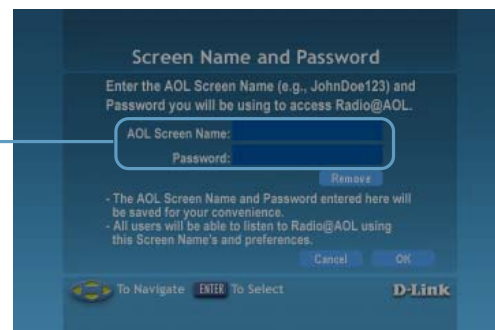 Screen Name and Password
Enter the AOL Screen Name (e.g., JohnDoe123) and
Password you will be using to access Radio@AOL.
AOL Screen Name:
Password:
Remove
- The AOL Screen Name and Password entered here will
be saved for your convenience.
- All users will be able to listen to Radio@AOL using
this Screen Name's and preferences.
Cancel OK
To Navigate ENTER To Select D-Link